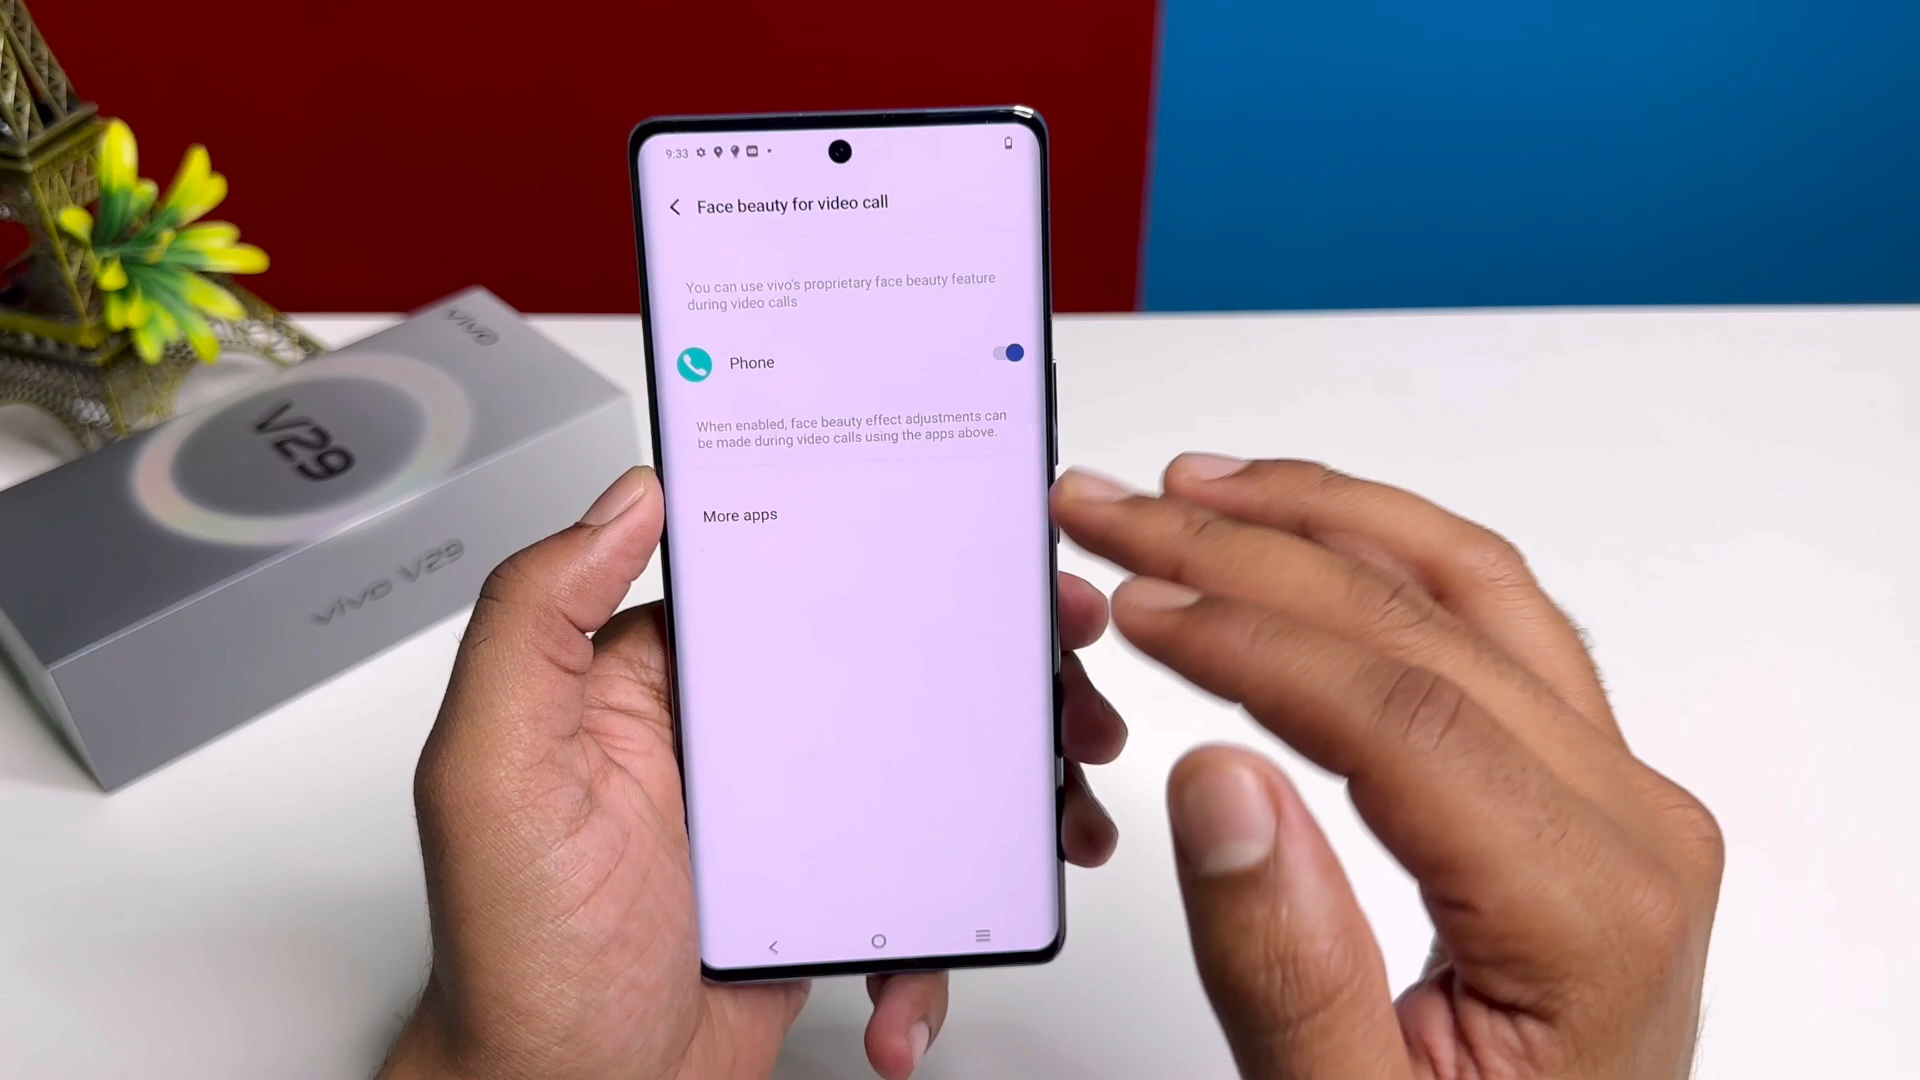 9:33
Face beauty for video call
You can use vivo's proprietary face beauty feature
during video calls
Phone
When enabled, face beauty effect adjustments can
be made during video calls using the apps above.
More apps
vivo
V29
vivo V29